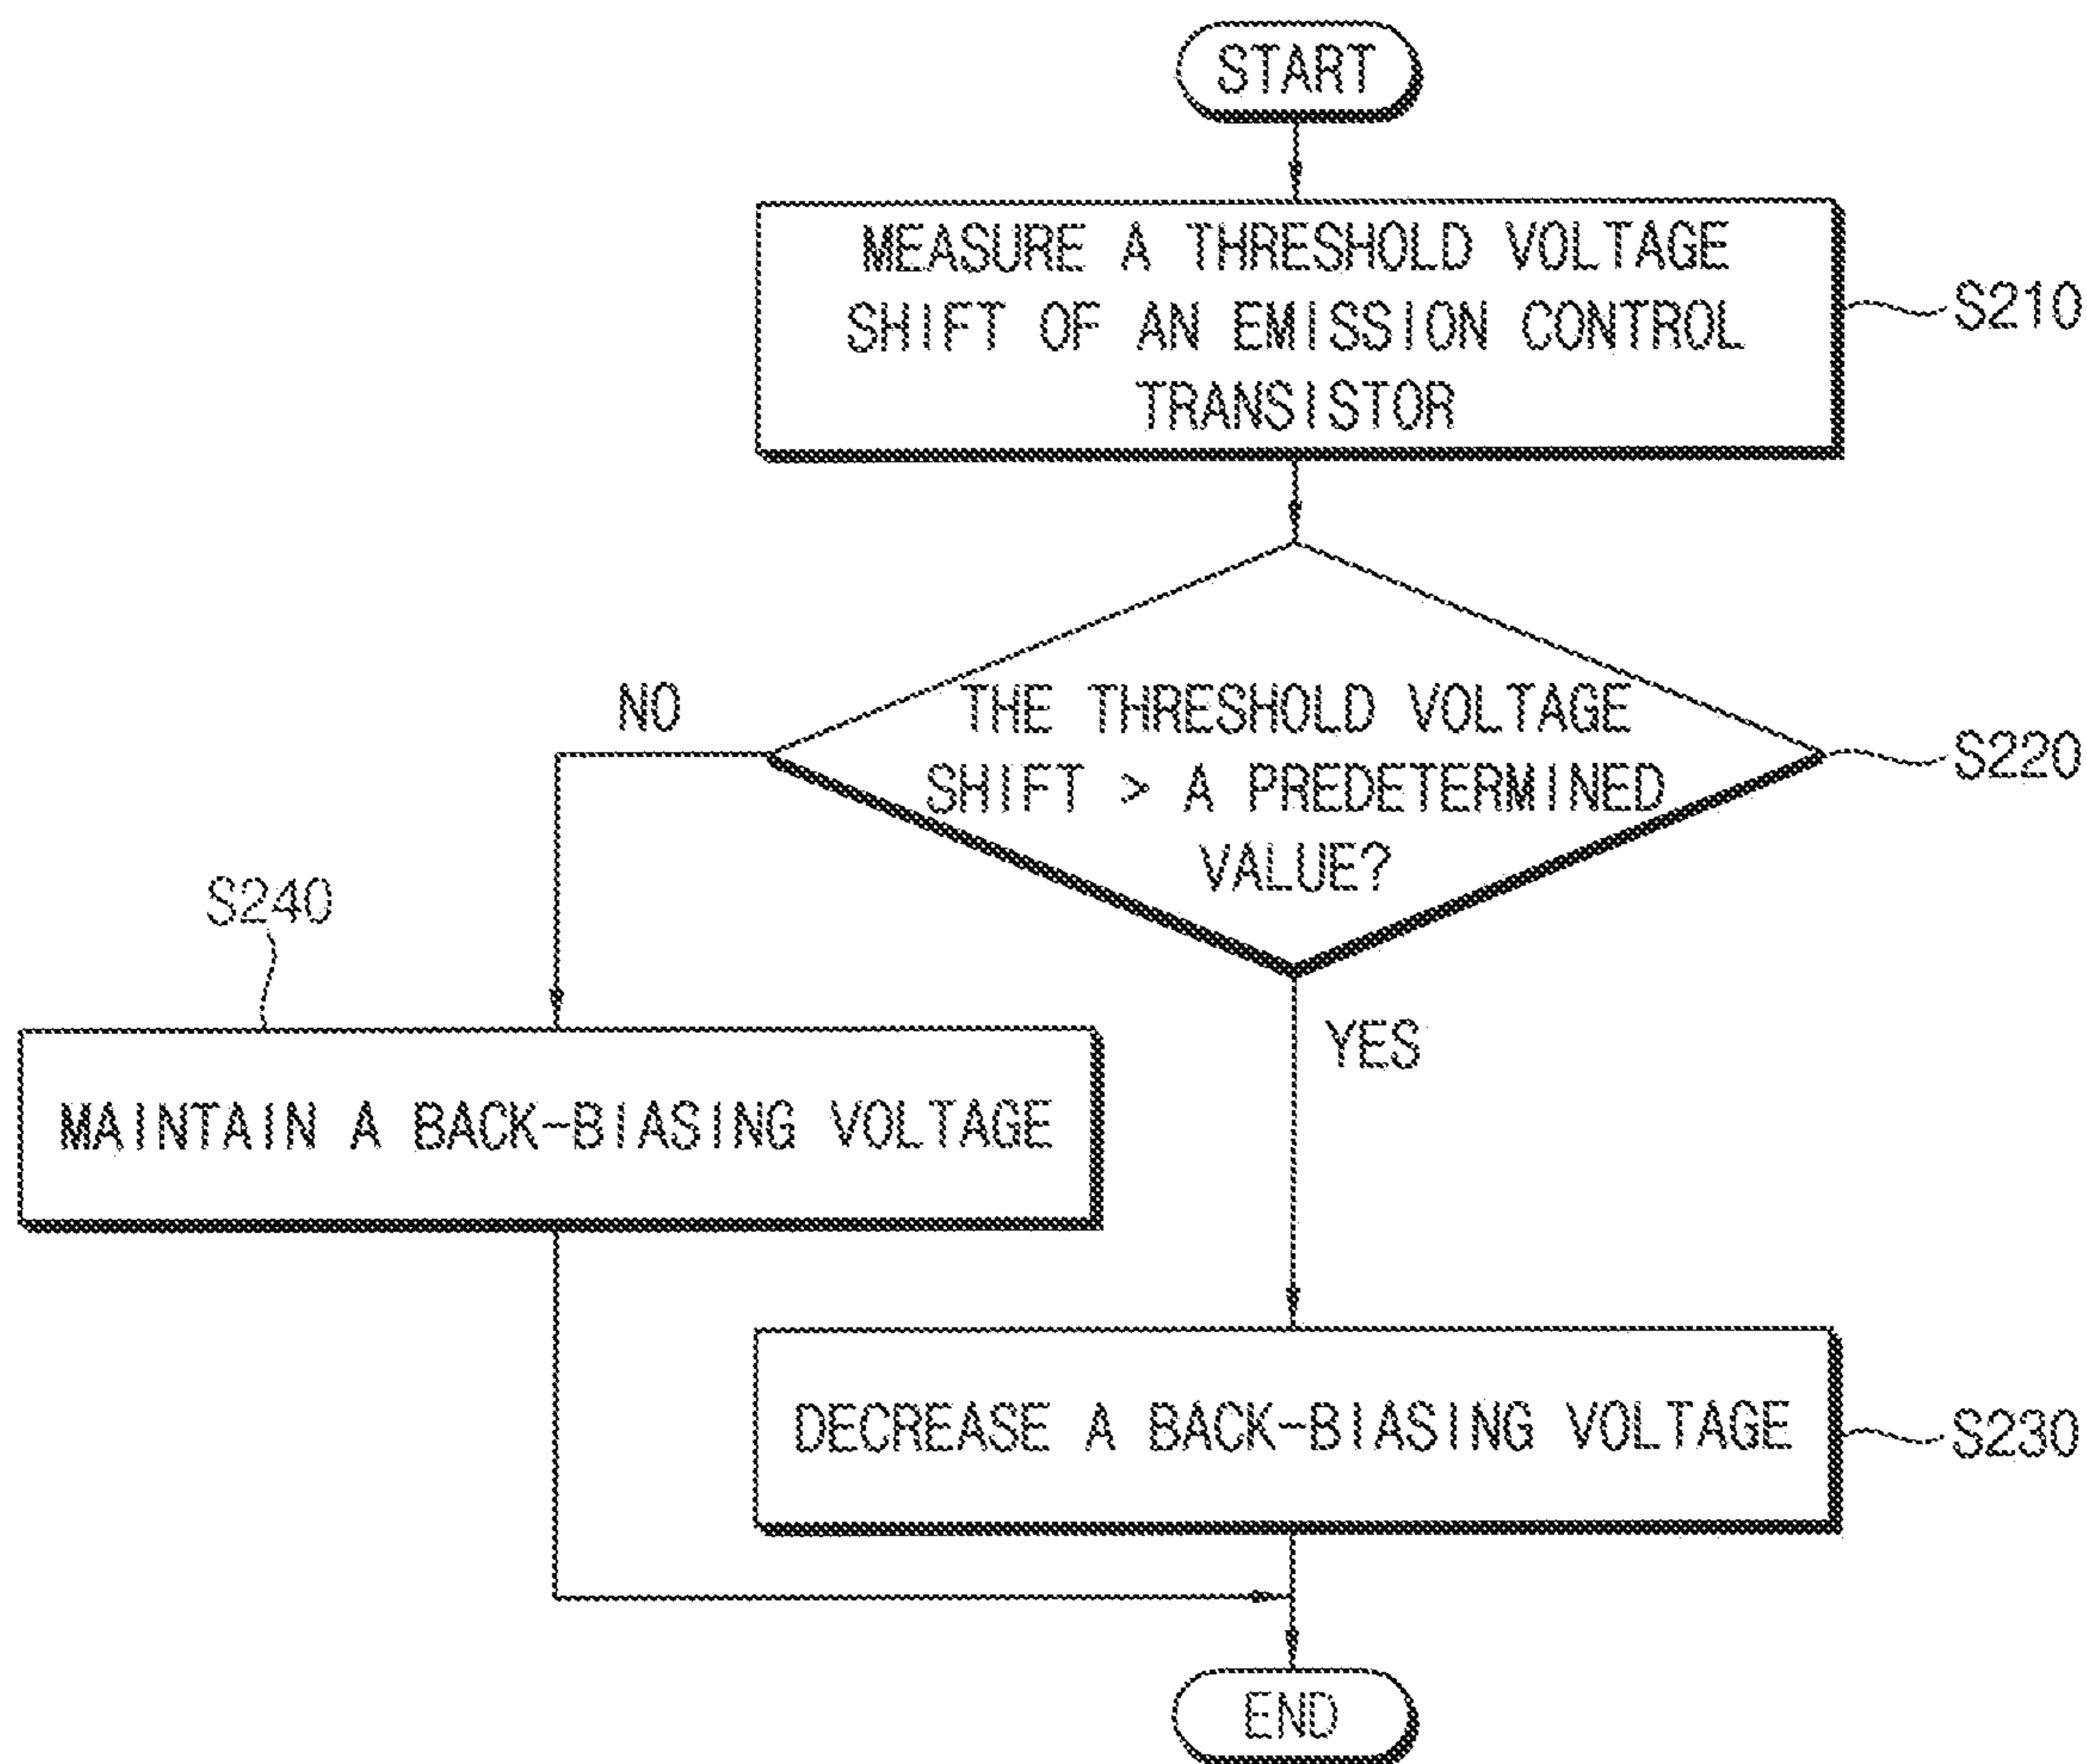 START
MEASURE A THRESHOLD VOLTAGE
SHIFT OF AN EMISSION CONTROL
TRANSISTOR
S210
THE THRESHOLD VOLTAGE
SHIFT > A PREDETERMINED
VALUE?
S220
NO
YES
S240
MAINTAIN A BACK-BIASING VOLTAGE
DECREASE A BACK-BIASING VOLTAGE
S230
END